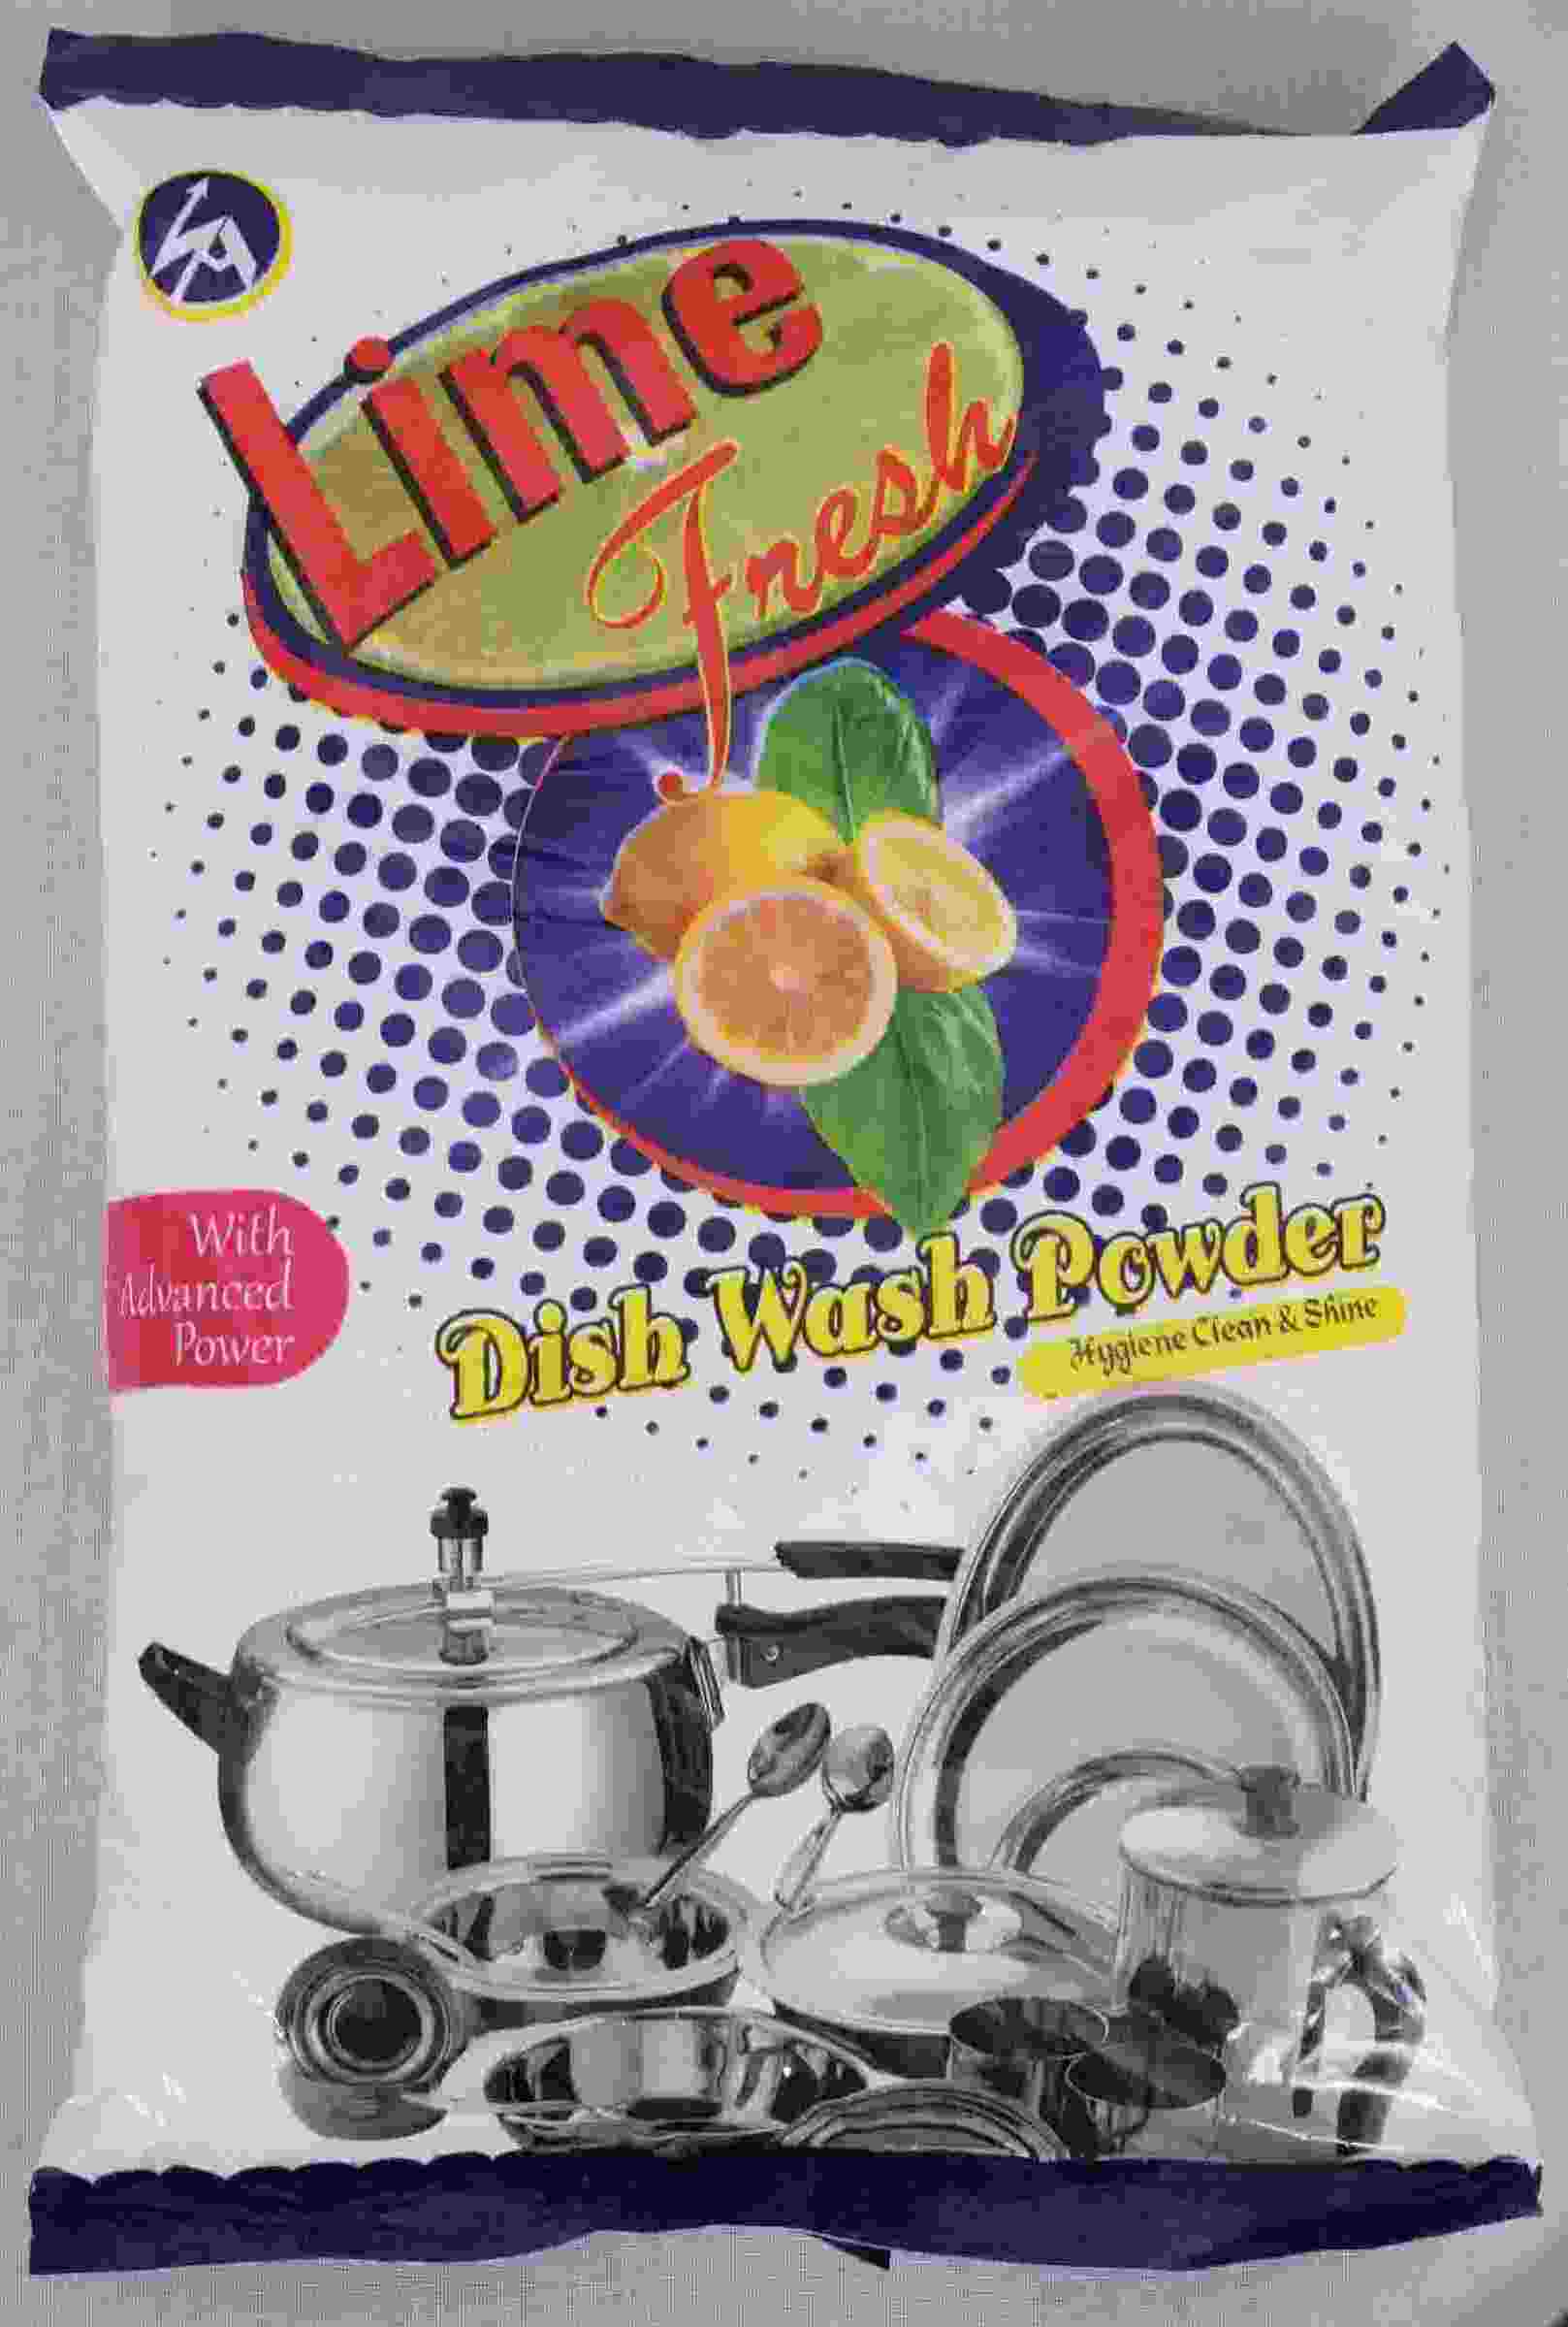 Lime
Fresh
With
Advanced
Power
Dish Wash Powder
Hygiene Clean & Shine